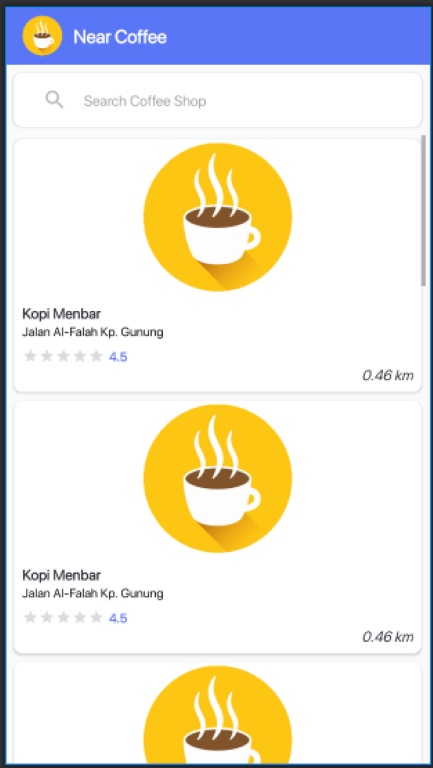 Near Coffee
Search Coffee Shop
Kopi Menbar
Jalan Al-Falah Kp. Gunung
4.5
0.46 km
Kopi Menbar
Jalan Al-Falah Kp. Gunung
4.5
0.46 km